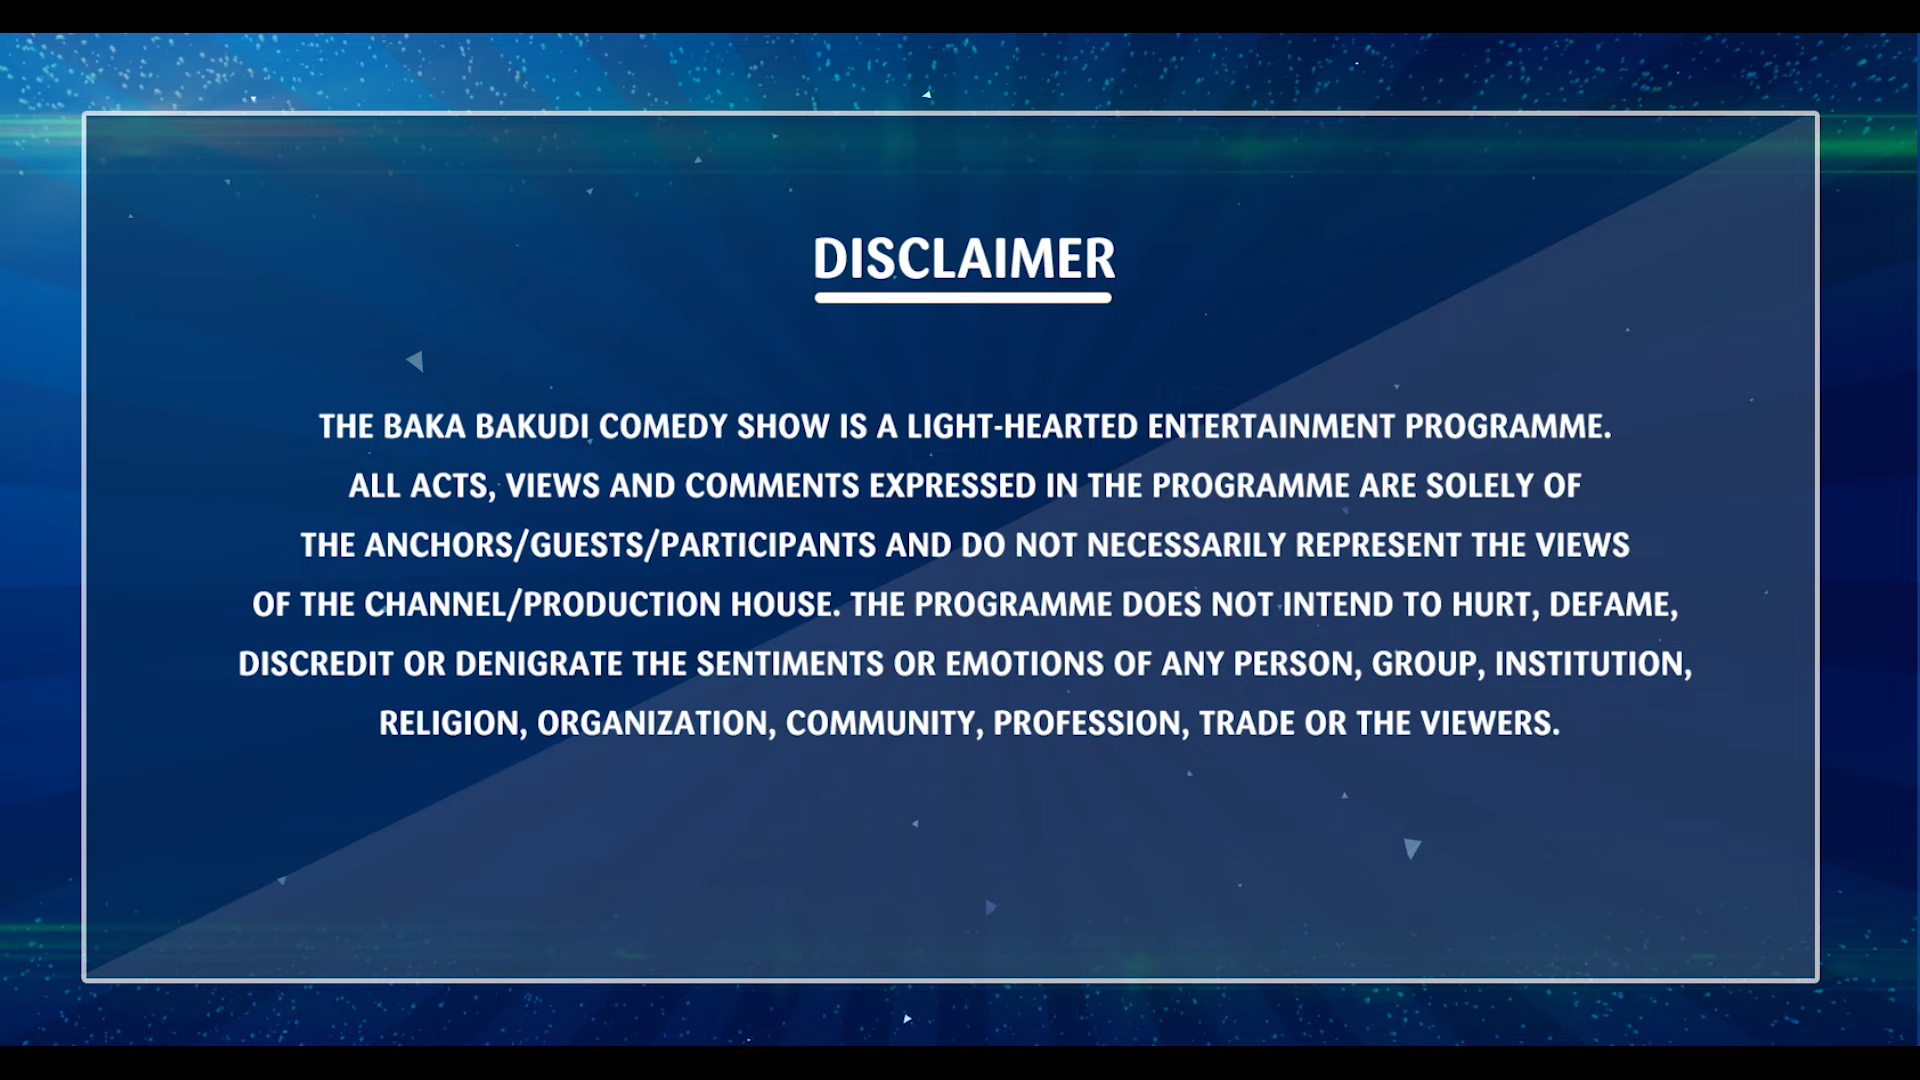 DISCLAIMER
THE BAKA BAKUDI COMEDY SHOW IS A LIGHT-HEARTED ENTERTAINMENT PROGRAMME.
ALL ACTS, VIEWS AND COMMENTS EXPRESSED IN THE PROGRAMME ARE SOLELY OF
THE ANCHORS/GUESTS/PARTICIPANTS AND DO NOT NECESSARILY REPRESENT THE VIEWS
OF THE CHANNEL/PRODUCTION HOUSE. THE PROGRAMME DOES NOT INTEND TO HURT, DEFAME,
DISCREDIT OR DENIGRATE THE SENTIMENTS OR EMOTIONS OF ANY PERSON, GROUP, INSTITUTION,
RELIGION, ORGANIZATION, COMMUNITY, PROFESSION, TRADE OR THE VIEWERS.